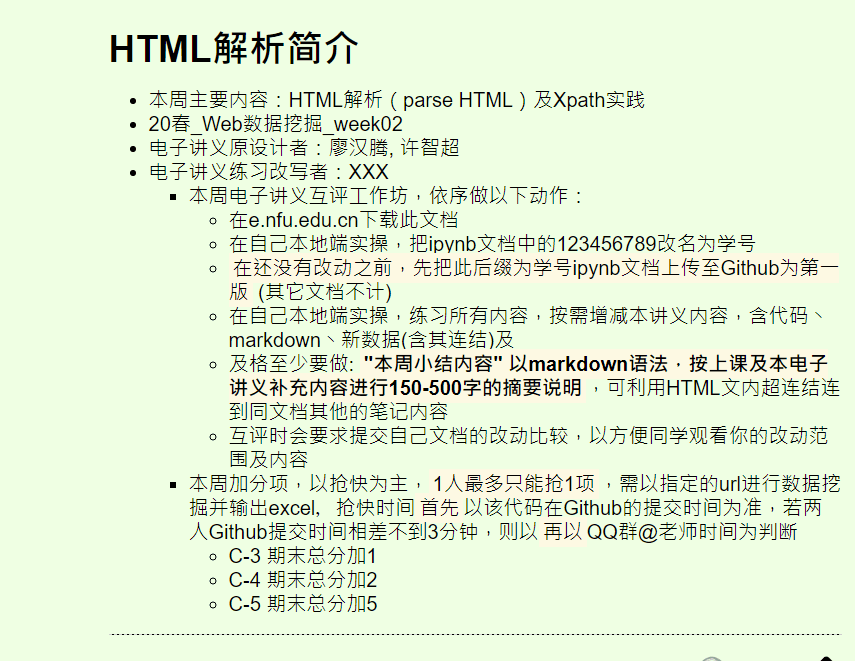 HTML解析简介
本周主要内容：HTML解析（parse HTML）及Xpath实践
20春_Web数据挖掘_week02
电子讲义原设计者：廖汉腾, 许智超
电子讲义练习改写者：XXX
本周电子讲义互评工作坊，依序做以下动作：
在e.nfu.edu.cn下载此文档
在自己本地端实操，把ipynb文档中的123456789改名为学号
在还没有改动之前，先把此后缀为学号ipynb文档上传至Github为第一
版 (其它文档不计)
在自己本地端实操，练习所有内容，按需增减本讲义内容，含代码、
markdown、新数据(含其连结)及
及格至少要做: "本周小结内容" 以markdown语法，按上课及本电子
讲义补充内容进行150-500字的摘要说明 ，可利用HTML文内超连结连
到同文档其他的笔记内容
互评时会要求提交自己文档的改动比较，以方便同学观看你的改动范
围及内容
本周加分项，以抢快为主， 1人最多只能抢1项 ，需以指定的url进行数据挖
掘并输出excel, 抢快时间 首先 以该代码在Github的提交时间为准，若两
人Github提交时间相差不到3分钟，则以 再以 QQ群@老师时间为判断
C-3 期末总分加1
C-4 期末总分加2
C-5 期末总分加5